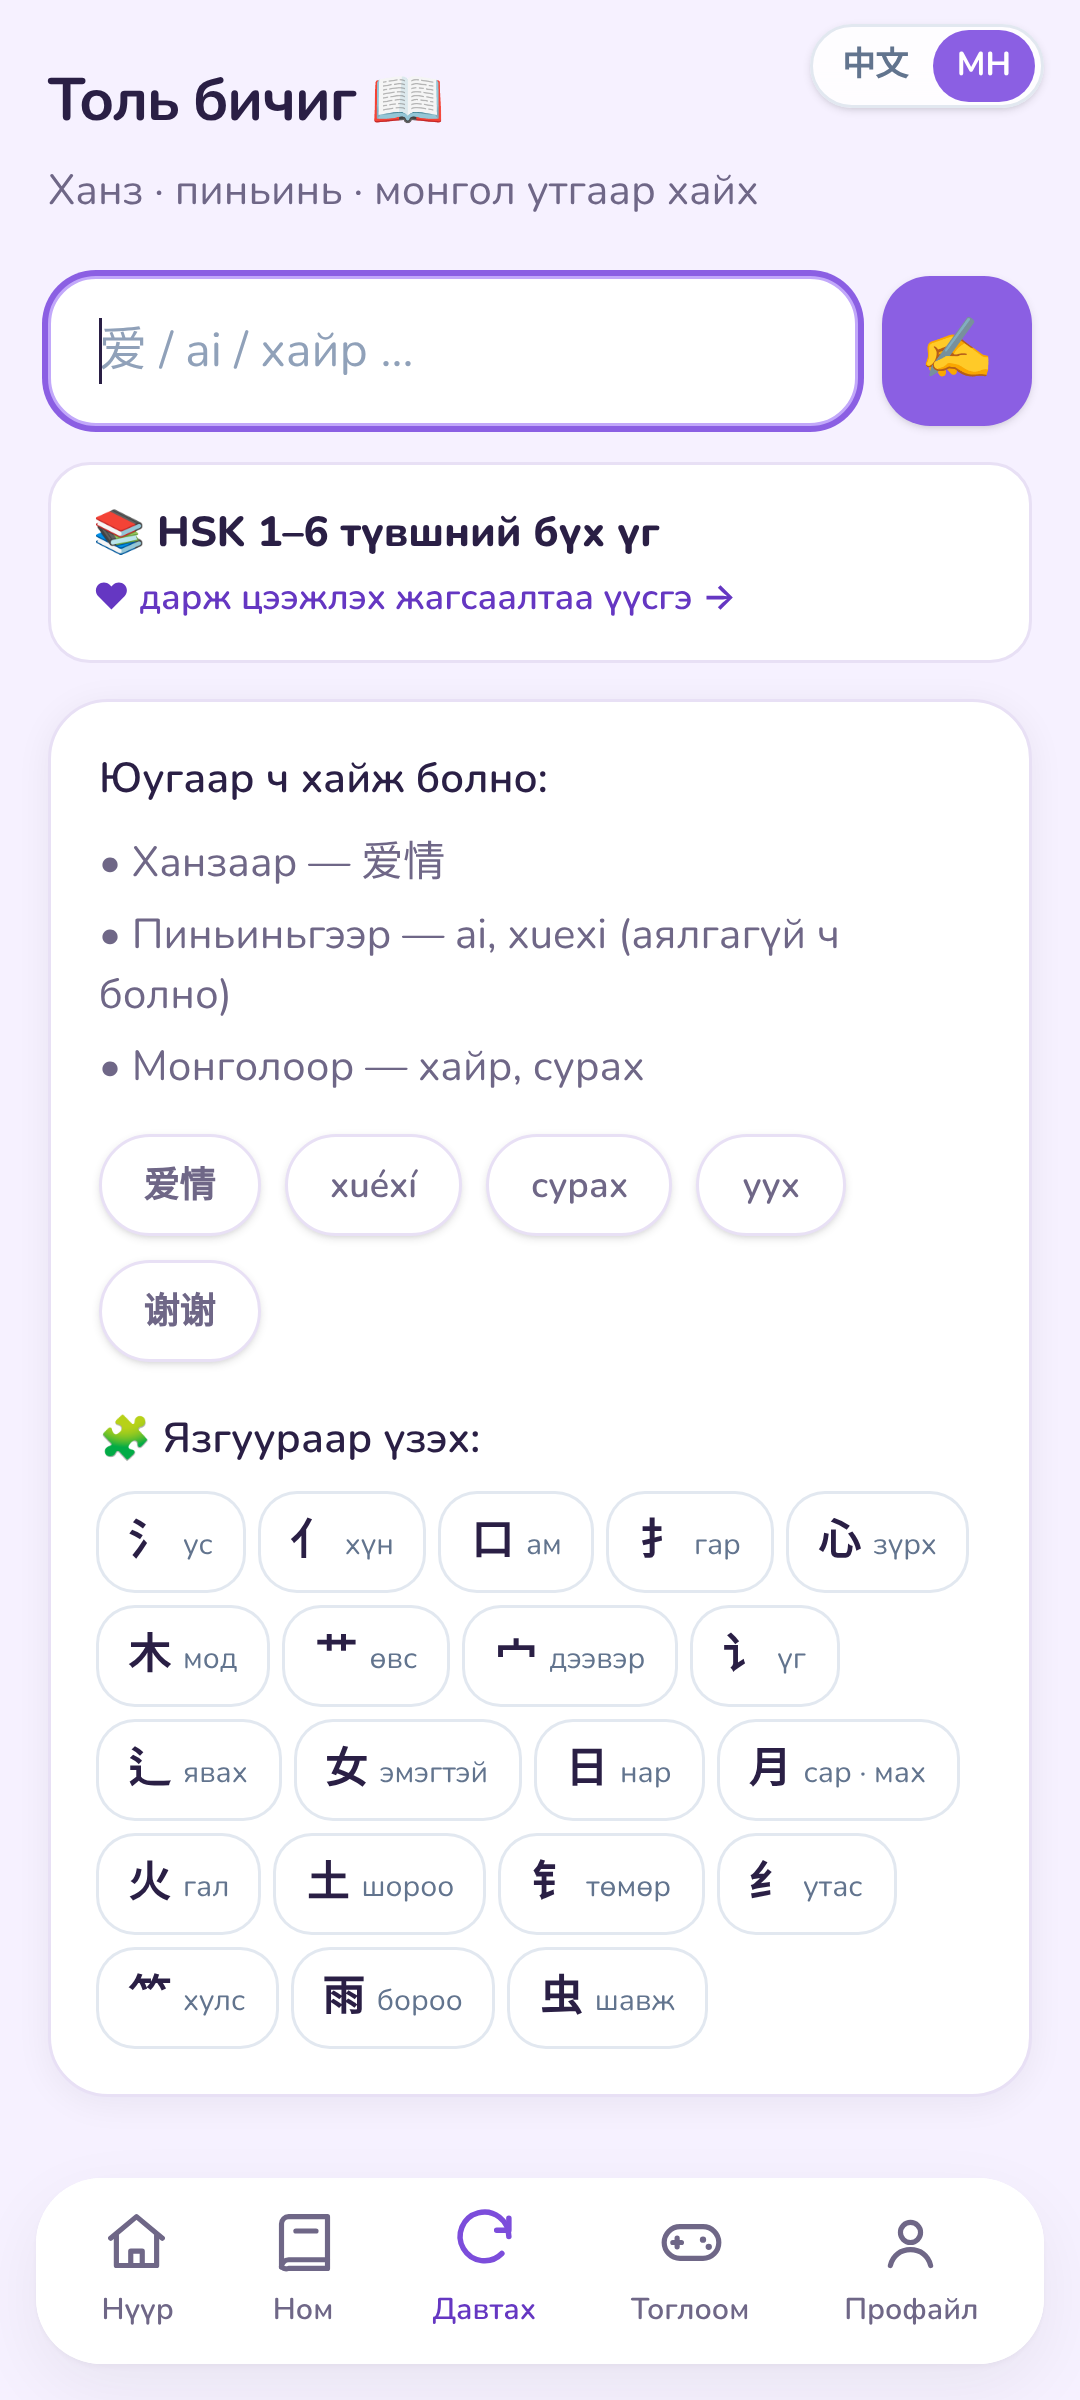 中文 MH
Толь бичиг 📖
Ханз · пиньинь · монгол утгаар хайх
爱 / ai / хайр ...
✍️
📚 HSK 1–6 түвшний бүх үг
♥ дарж цээжлэх жагсаалтаа үүсгэ →
Юугаар ч хайж болно:
• Ханзаар — 爱情
• Пиньиньгээр — ai, xuexi (аялгагүй ч
болно)
• Монголоор — хайр, сурах
爱情 xuéxí сурах уух
谢谢
🧩 Язгуураар үзэх:
氵 ус 亻 хүн 口 ам 扌 гар 心 зүрх
木 мод 艹 өвс 宀 дээвэр 讠 үг
辶 явах 女 эмэгтэй 日 нар 月 сар · мах
火 гал 土 шороо 钅 төмөр 纟 утас
⺮ хулс 雨 бороо 虫 шавж
Нүүр Ном Давтах Тоглоом Профайл